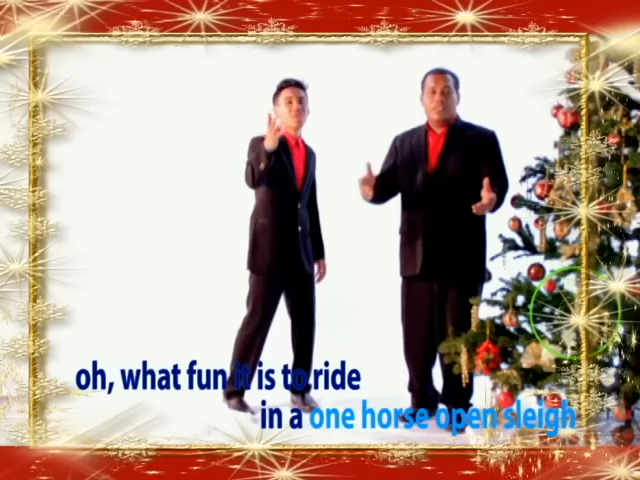 oh, what fun it is to ride
in a one horse open sleigh